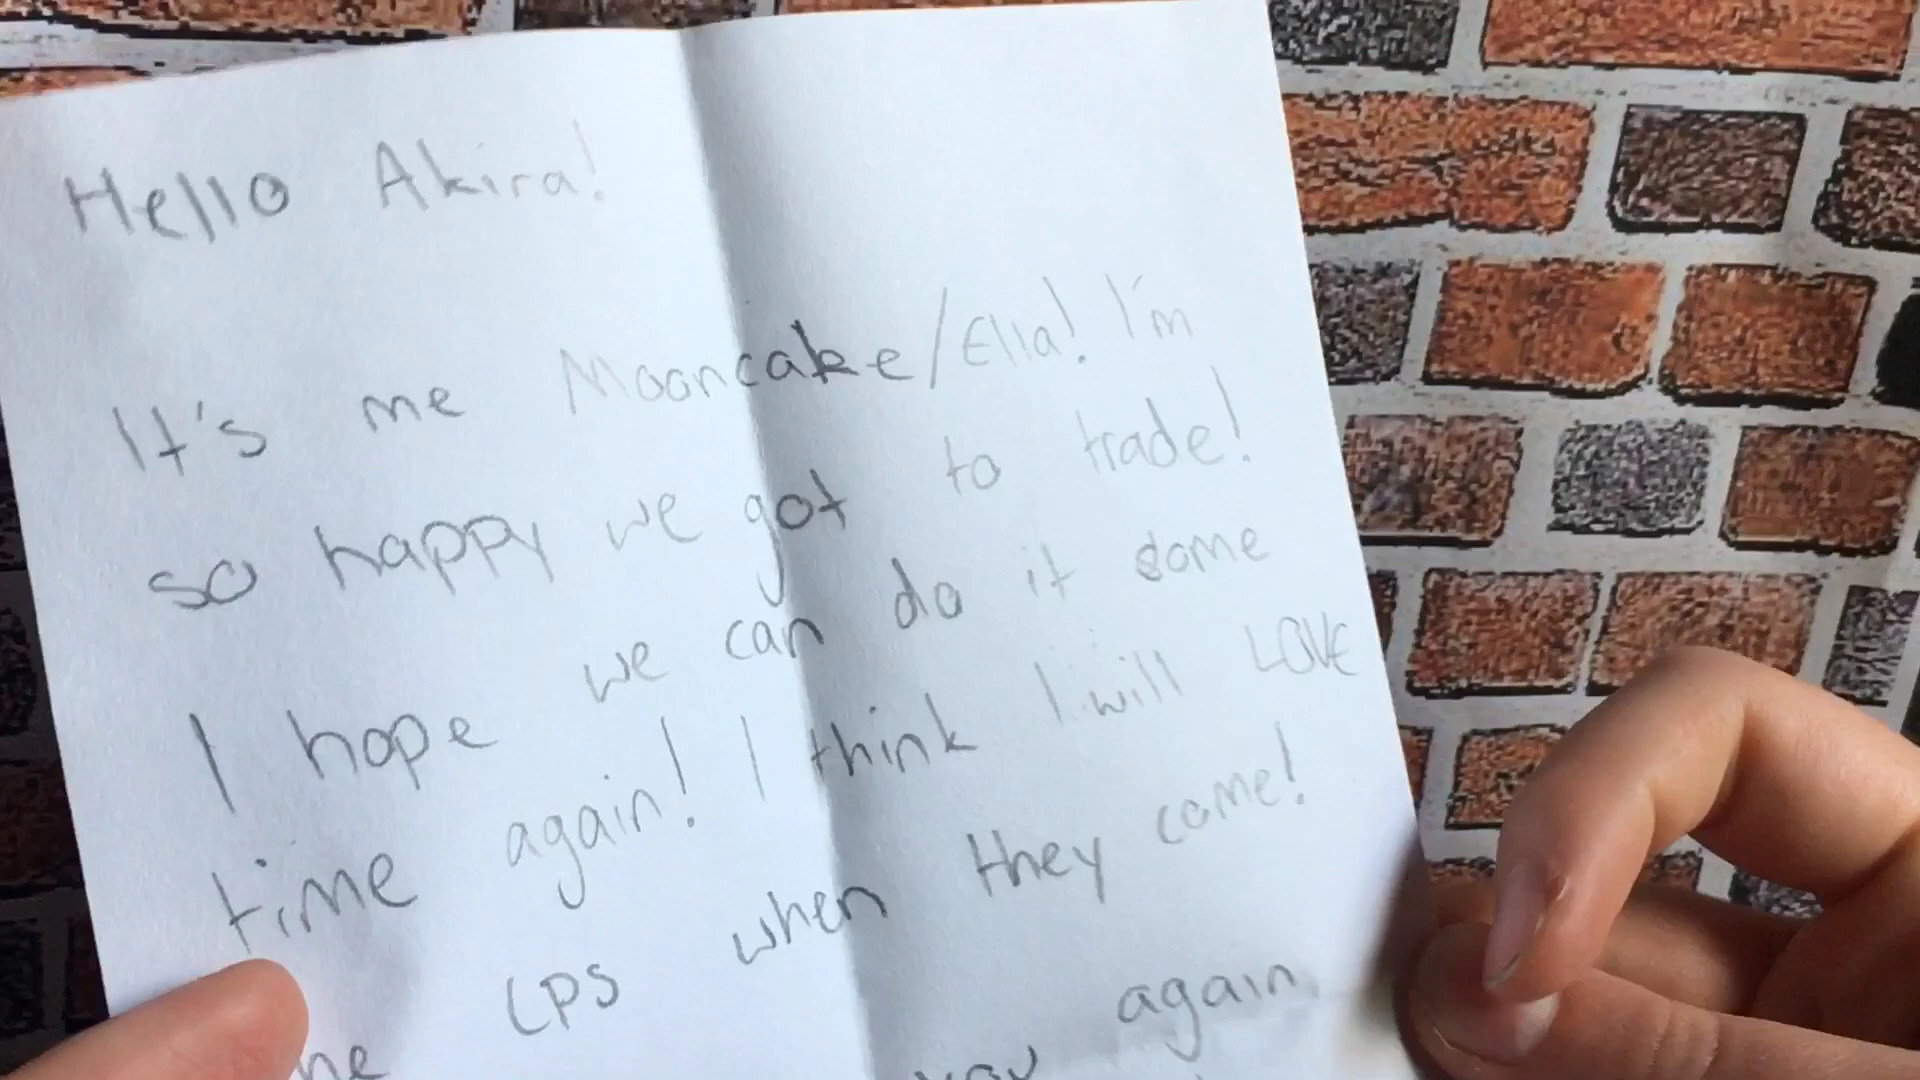 Hello Akira!
It's me Mooncake/Ella! I'm
so happy we got to trade!
I hope we can do it some
time again! I think I will LOVE
LPS when they come!
you again